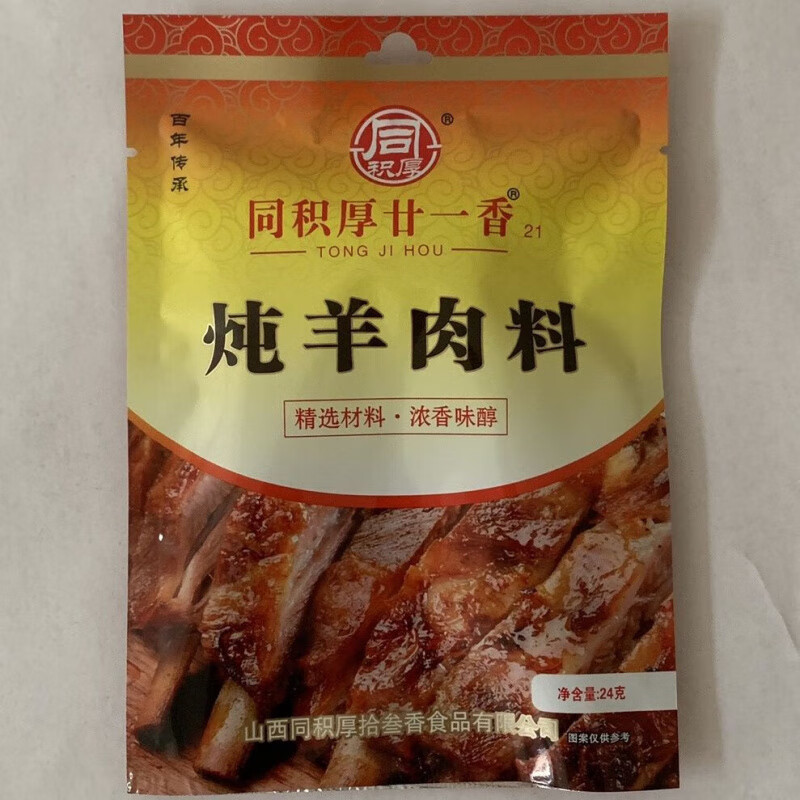 百年传承
同
积厚
®
同积厚廿一香® 21
TONG JI HOU
炖羊肉料
精选材料·浓香味醇
净含量:24克
山西同积厚拾叁香食品有限公司
图案仅供参考